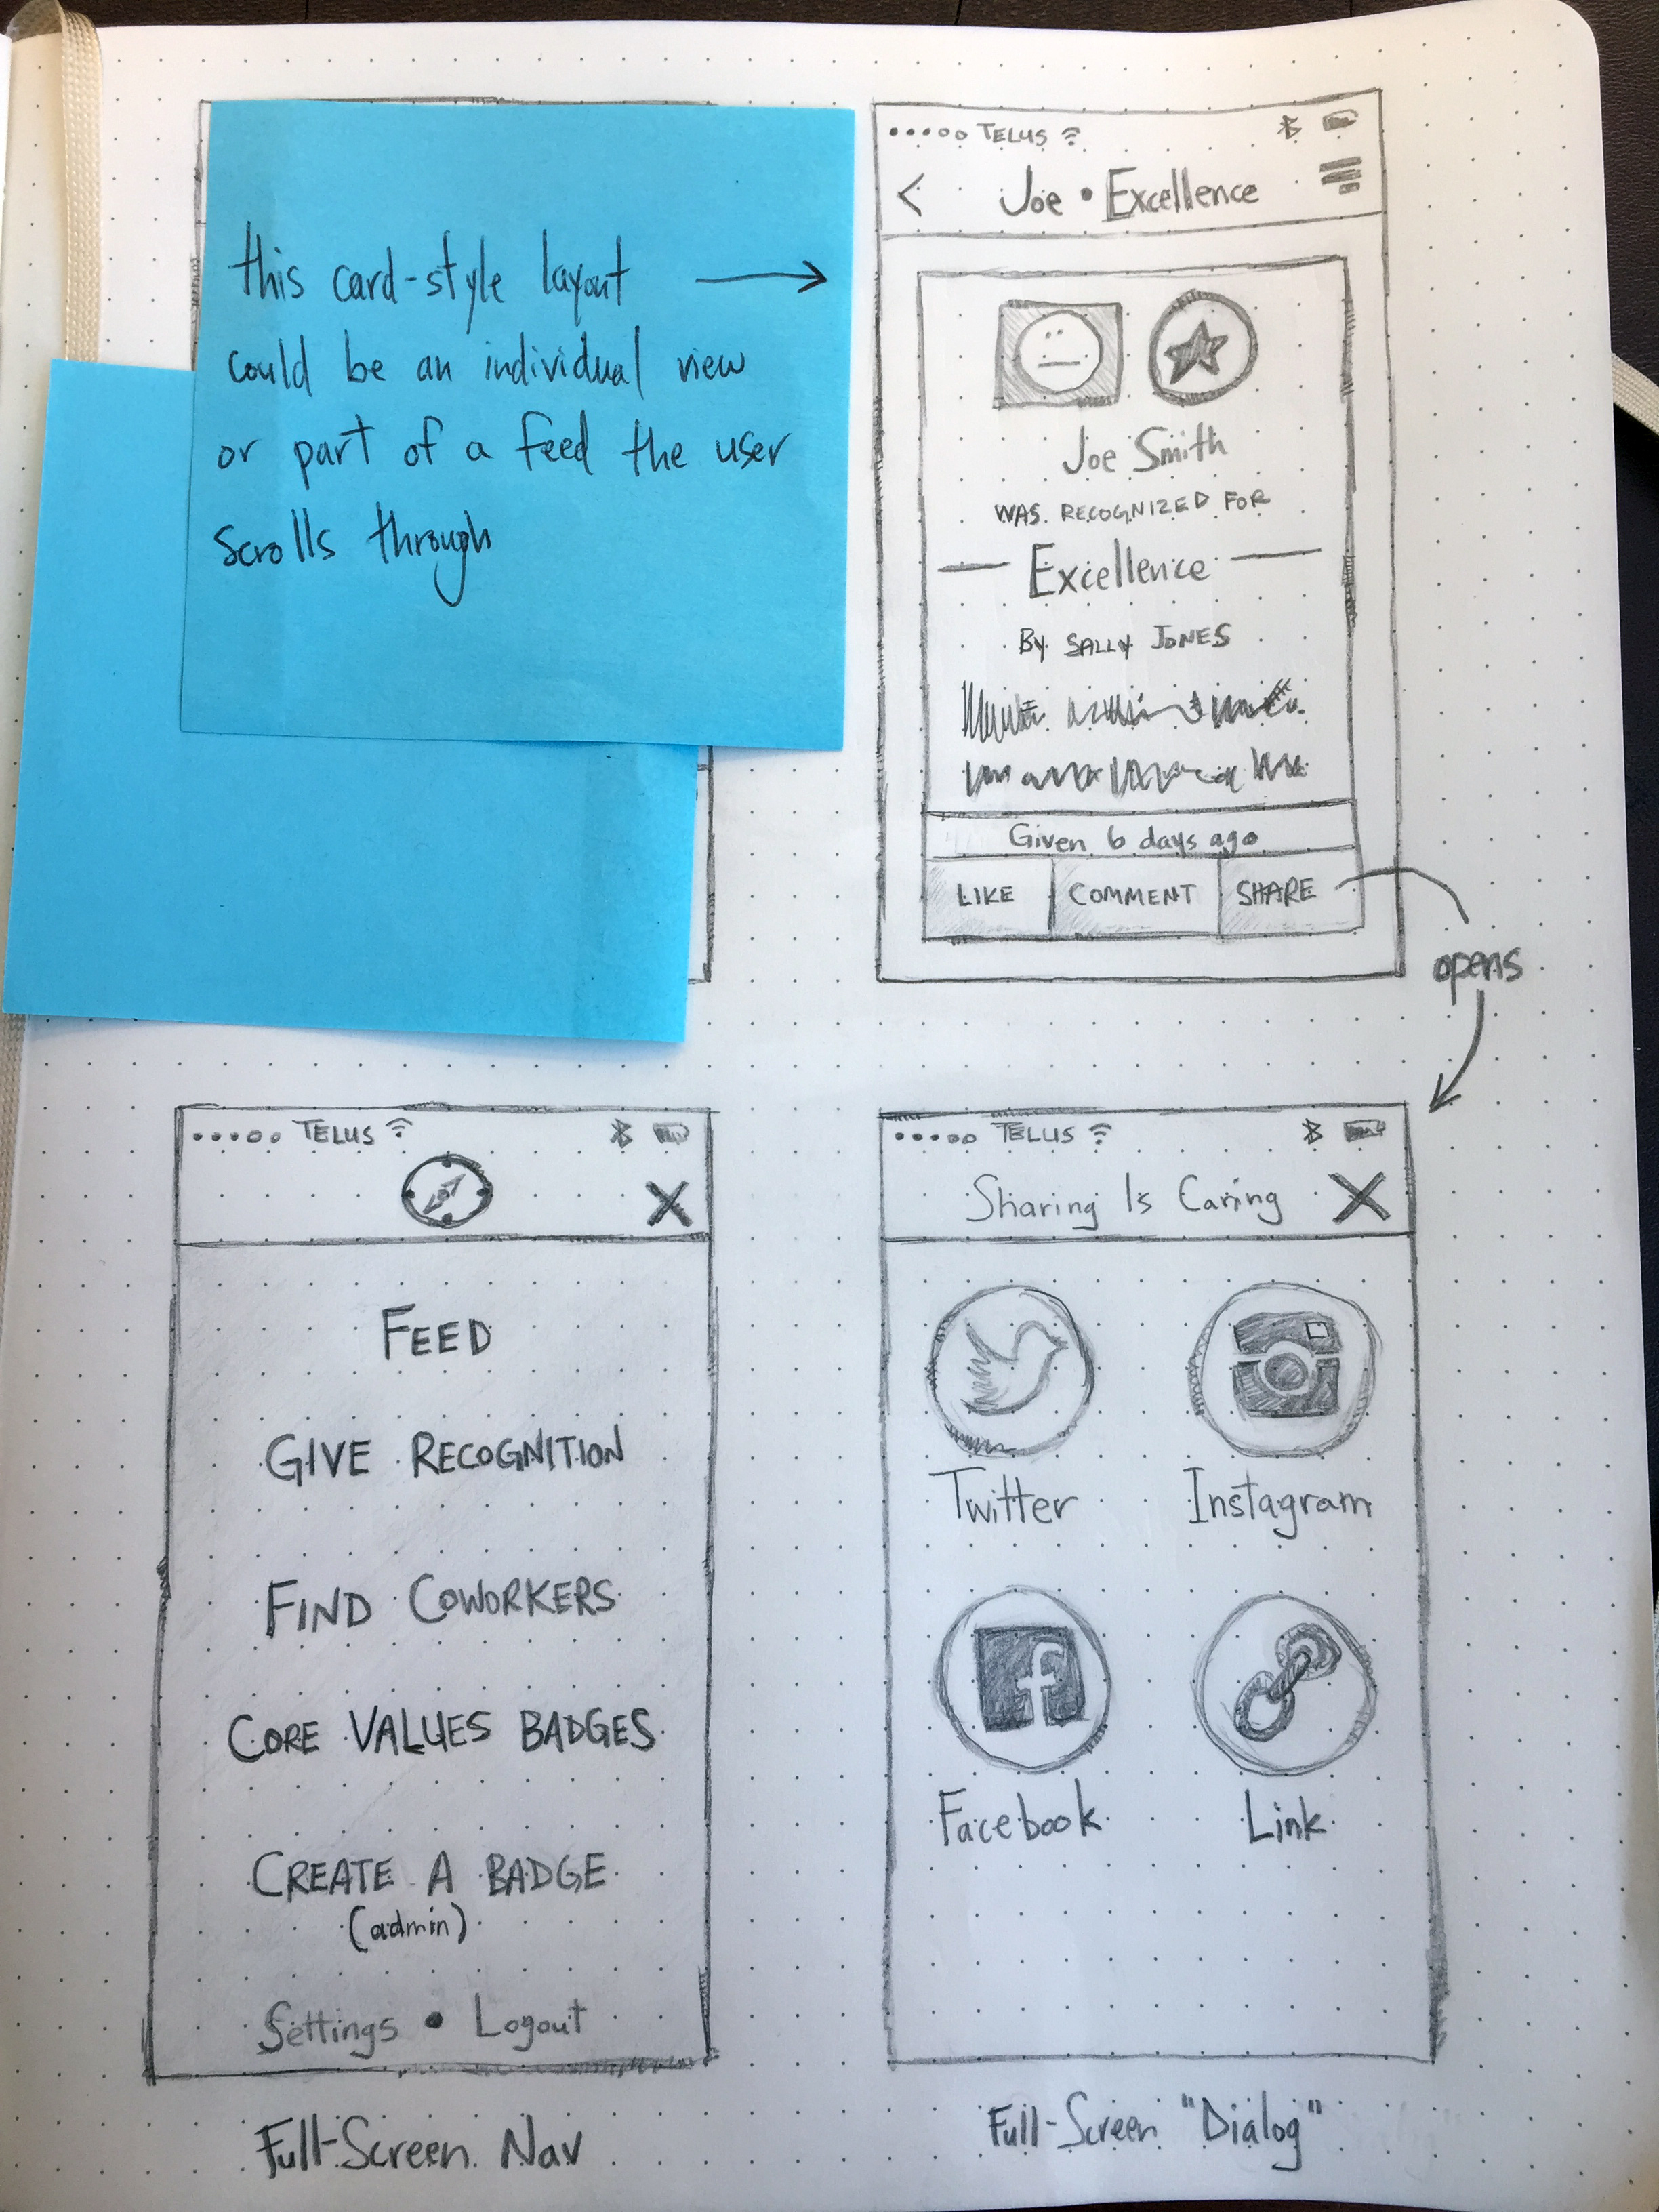 this card-style layout
could be an individual view
or part of a feed the user
scrolls through
TELUS
< Joe • Excellence
Joe Smith
WAS RECOGNIZED FOR
Excellence
BY SALLY JONES
Given 6 days ago
LIKE COMMENT SHARE
opens
TELUS
X
FEED
GIVE RECOGNITION
FIND COWORKERS
CORE VALUES BADGES
CREATE A BADGE
(admin)
Settings • Logout
Full-Screen Nav
TELUS
Sharing Is Caring X
Twitter Instagram
f
Facebook Link
Full-Screen "Dialog"